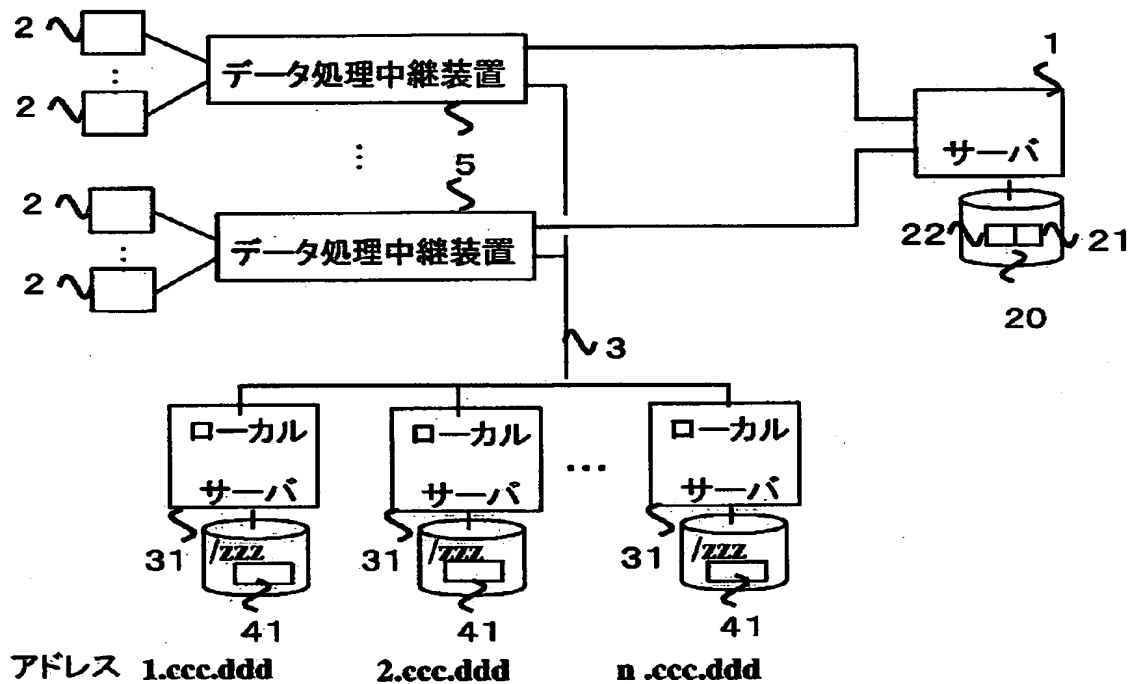 2
データ処理中継装置
1
⋮
2
⋮
5
サーバ
2
データ処理中継装置
22
21
⋮
2
20
3
ローカル
ローカル
ローカル
サーバ
サーバ
…
サーバ
31
/zzz
31
/zzz
31
/zzz
41
41
41
アドレス 1.ccc.ddd 2.ccc.ddd n .ccc.ddd